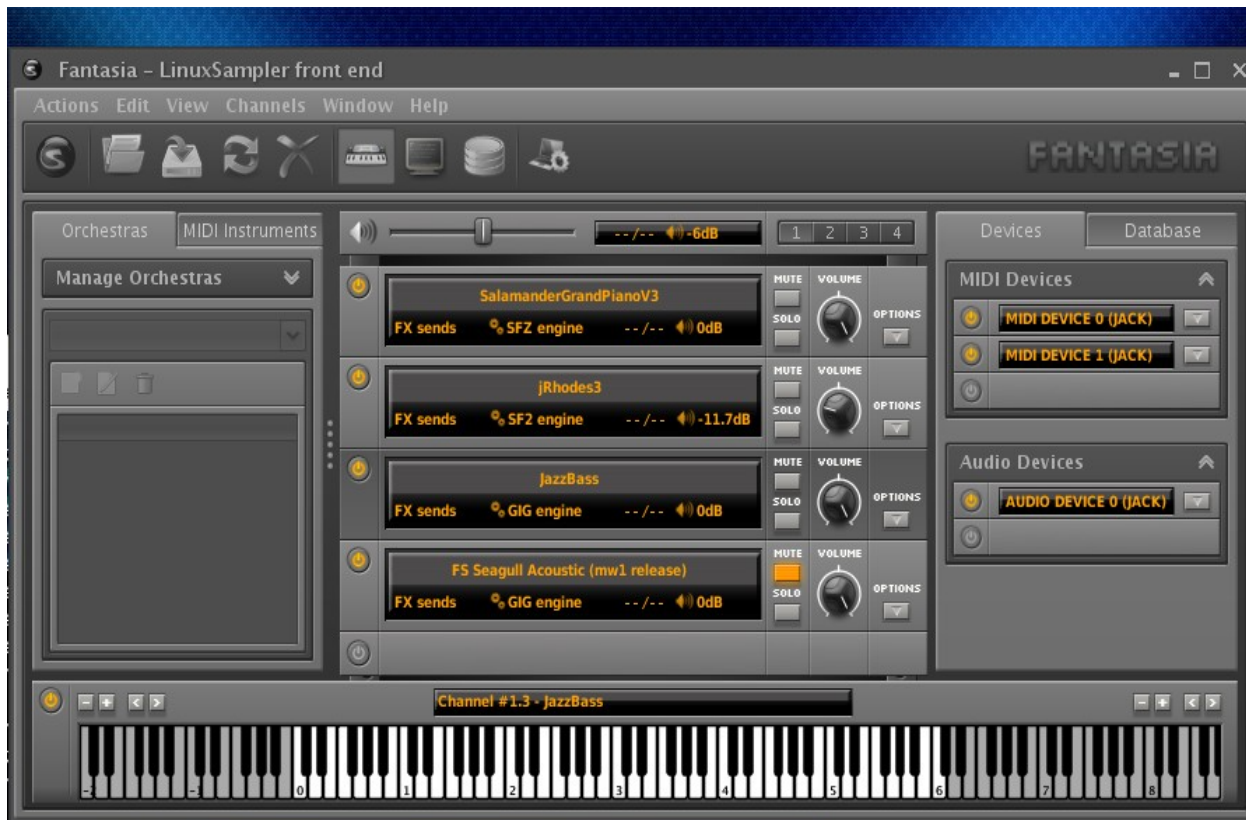 Fantasia - LinuxSampler front end
Actions Edit View Channels Window Help
FANTASIA
Orchestras MIDI Instruments
Manage Orchestras
--/-- -6dB 1 2 3 4
SalamanderGrandPianoV3
FX sends SFZ engine --/-- 0dB
MUTE VOLUME
SOLO OPTIONS
jRhodes3
FX sends SF2 engine --/-- -11.7dB
MUTE VOLUME
SOLO OPTIONS
JazzBass
FX sends GIG engine --/-- 0dB
MUTE VOLUME
SOLO OPTIONS
FS Seagull Acoustic (mw1 release)
FX sends GIG engine --/-- 0dB
MUTE VOLUME
SOLO OPTIONS
Devices Database
MIDI Devices
MIDI DEVICE 0 (JACK)
MIDI DEVICE 1 (JACK)
Audio Devices
AUDIO DEVICE 0 (JACK)
- + < > Channel #1.3 - JazzBass - + < >
-2 -1 0 1 2 3 4 5 6 7 8